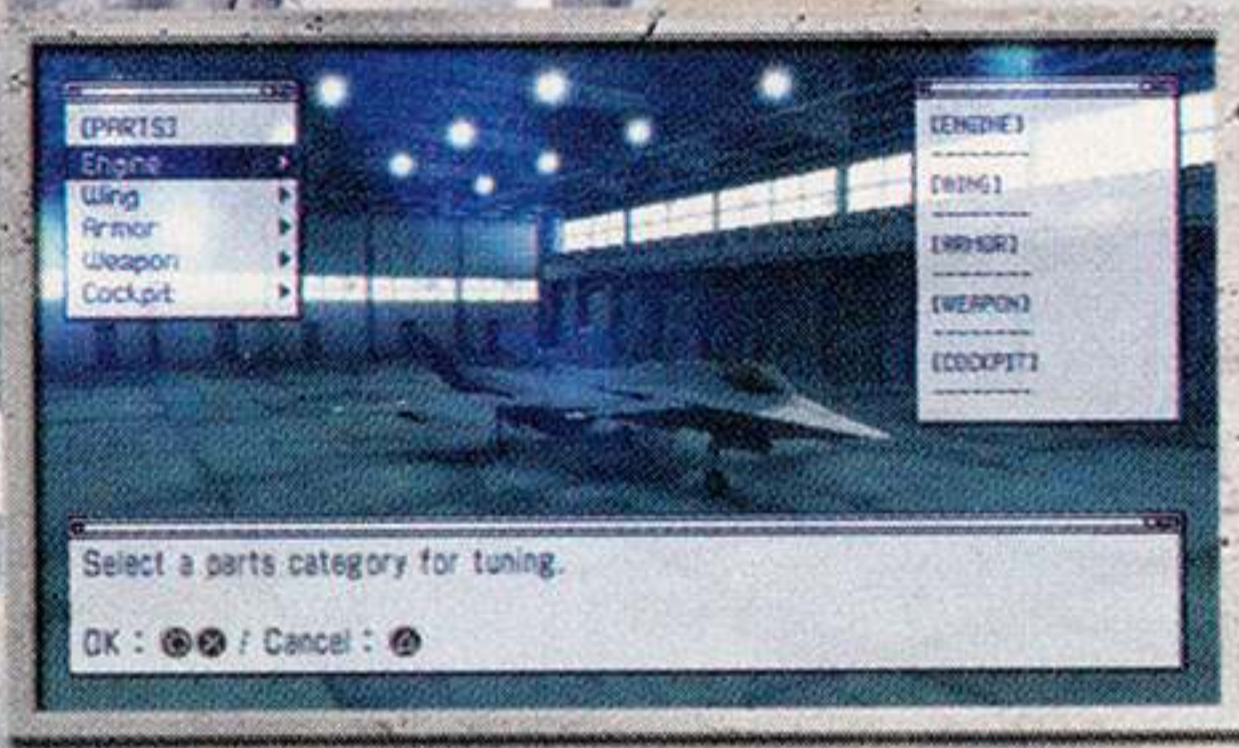 [PARTS]
Engine
Wing
Armor
Weapon
Cockpit
[ENGINE]
----------
[WING]
----------
[ARMOR]
----------
[WEAPON]
----------
[COCKPIT]
----------
Select a parts category for tuning.
OK : / Cancel :